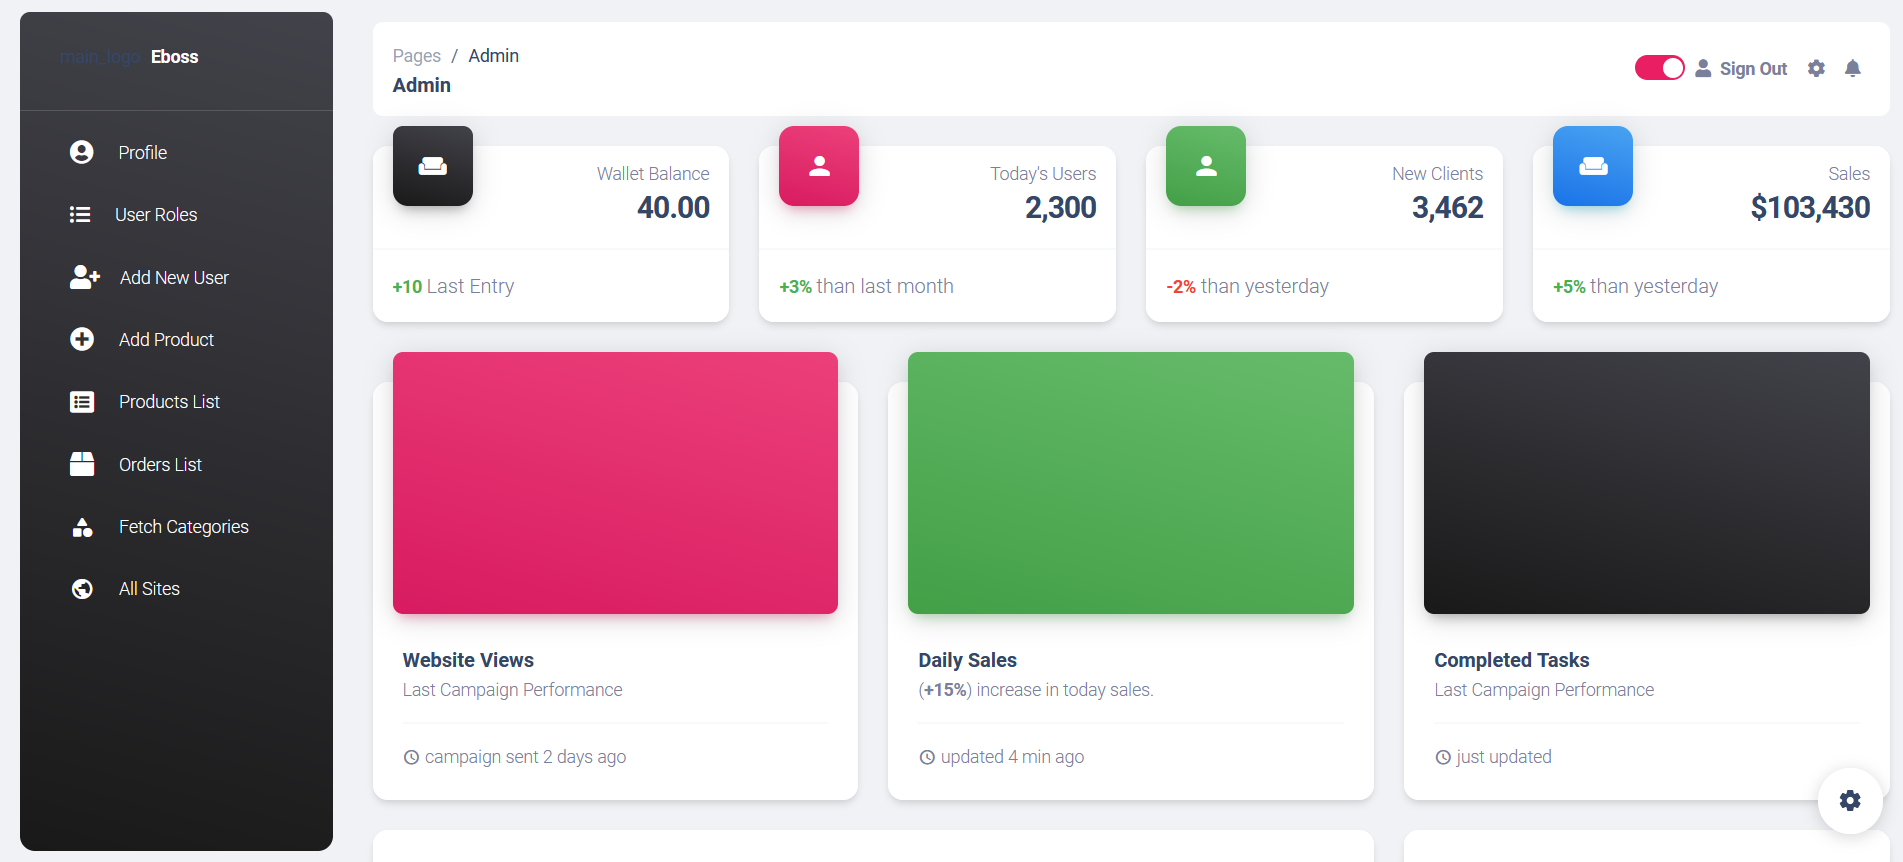 main_logo Eboss
Profile
User Roles
Add New User
Add Product
Products List
Orders List
Fetch Categories
All Sites
Pages / Admin
Admin
Sign Out
Wallet Balance
40.00
+10 Last Entry
Today's Users
2,300
+3% than last month
New Clients
3,462
-2% than yesterday
Sales
$103,430
+5% than yesterday
Website Views
Last Campaign Performance
campaign sent 2 days ago
Daily Sales
(+15%) increase in today sales.
updated 4 min ago
Completed Tasks
Last Campaign Performance
just updated